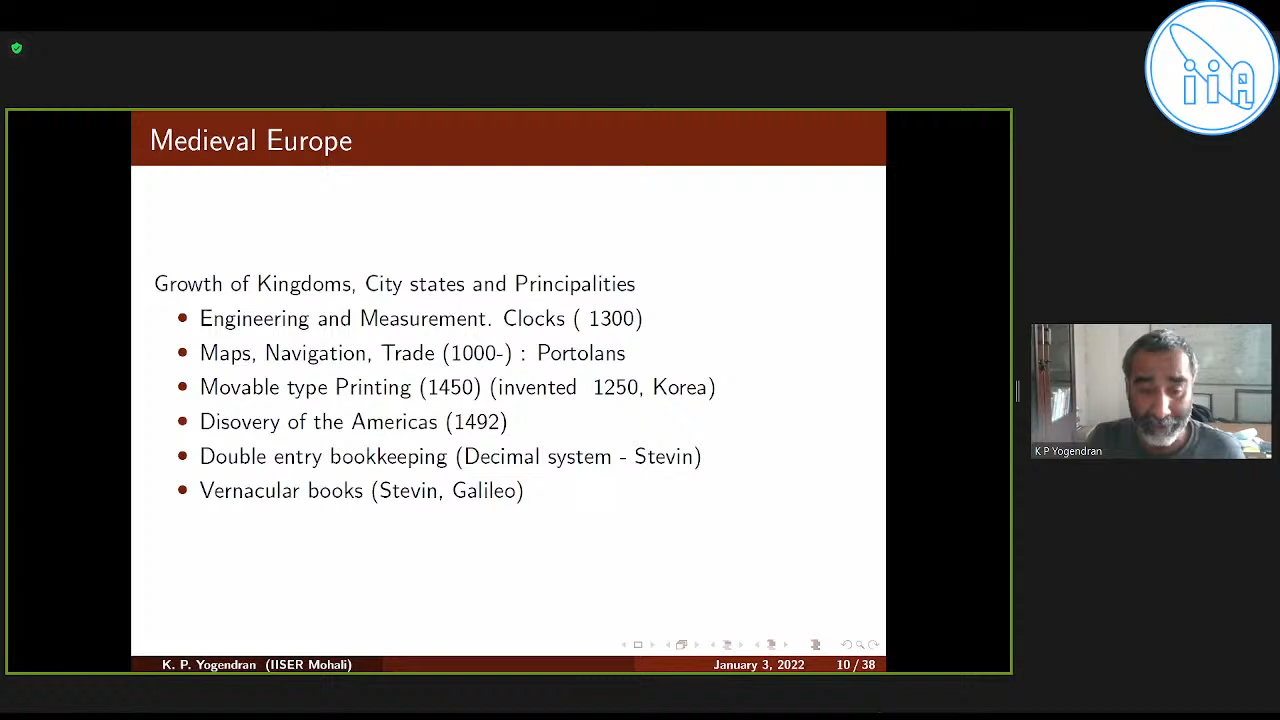 iiA
Medieval Europe
Growth of Kingdoms, City states and Principalities
Engineering and Measurement. Clocks ( 1300)
Maps, Navigation, Trade (1000-) : Portolans
Movable type Printing (1450) (invented 1250, Korea)
Disovery of the Americas (1492)
Double entry bookkeeping (Decimal system - Stevin)
Vernacular books (Stevin, Galileo)
K P Yogendran
K. P. Yogendran (IISER Mohali)
January 3, 2022
10 / 38